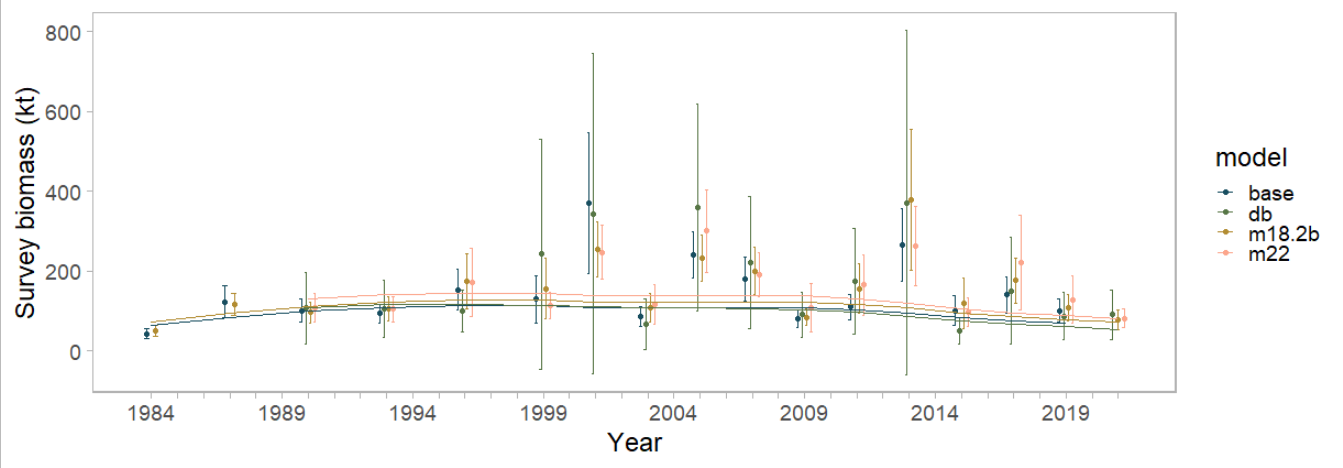 Survey biomass (kt)
800
600
400
200
0
1984 1989 1994 1999 2004 2009 2014 2019
Year
model
base
db
m18.2b
m22